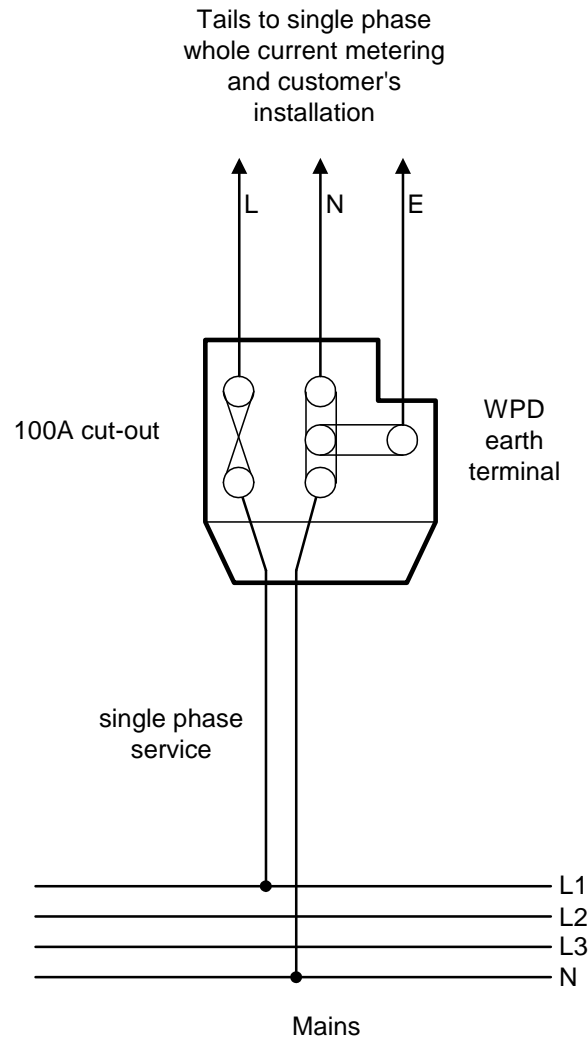 Tails to single phase
whole current metering
and customer's
installation
L
N
E
100A cut-out
WPD
earth
terminal
single phase
service
L1
L2
L3
N
Mains